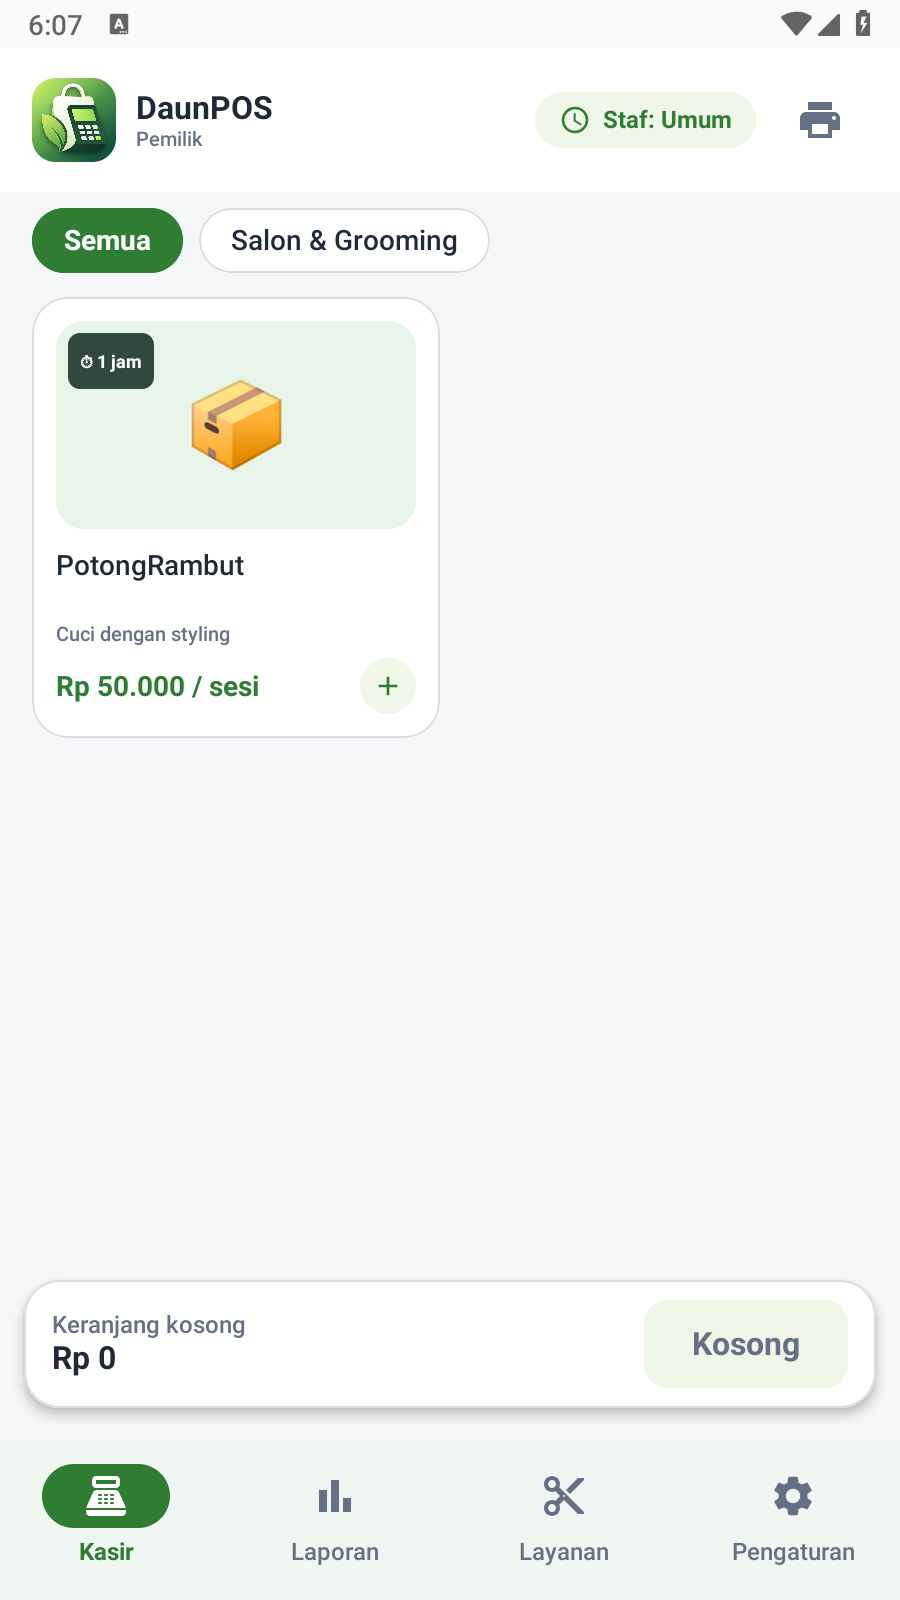 6:07
A
DaunPOS
Pemilik
Staf: Umum
Semua
Salon & Grooming
1 jam
PotongRambut
Cuci dengan styling
Rp 50.000 / sesi
Keranjang kosong
Rp 0
Kosong
Kasir
Laporan
Layanan
Pengaturan